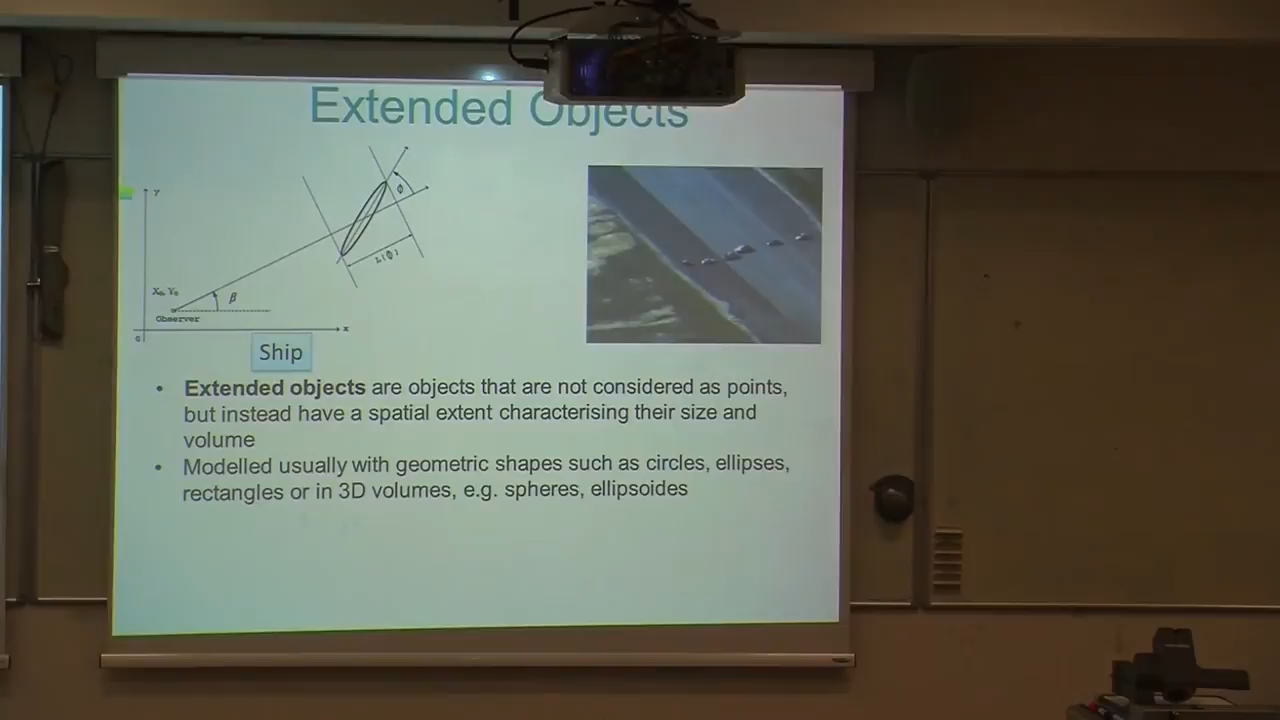 Extended Objects
Y
ϕ
L(ϕ)
X₀, Y₀
β
Observer
X
0
Ship
• Extended objects are objects that are not considered as points,
but instead have a spatial extent characterising their size and
volume
• Modelled usually with geometric shapes such as circles, ellipses,
rectangles or in 3D volumes, e.g. spheres, ellipsoides